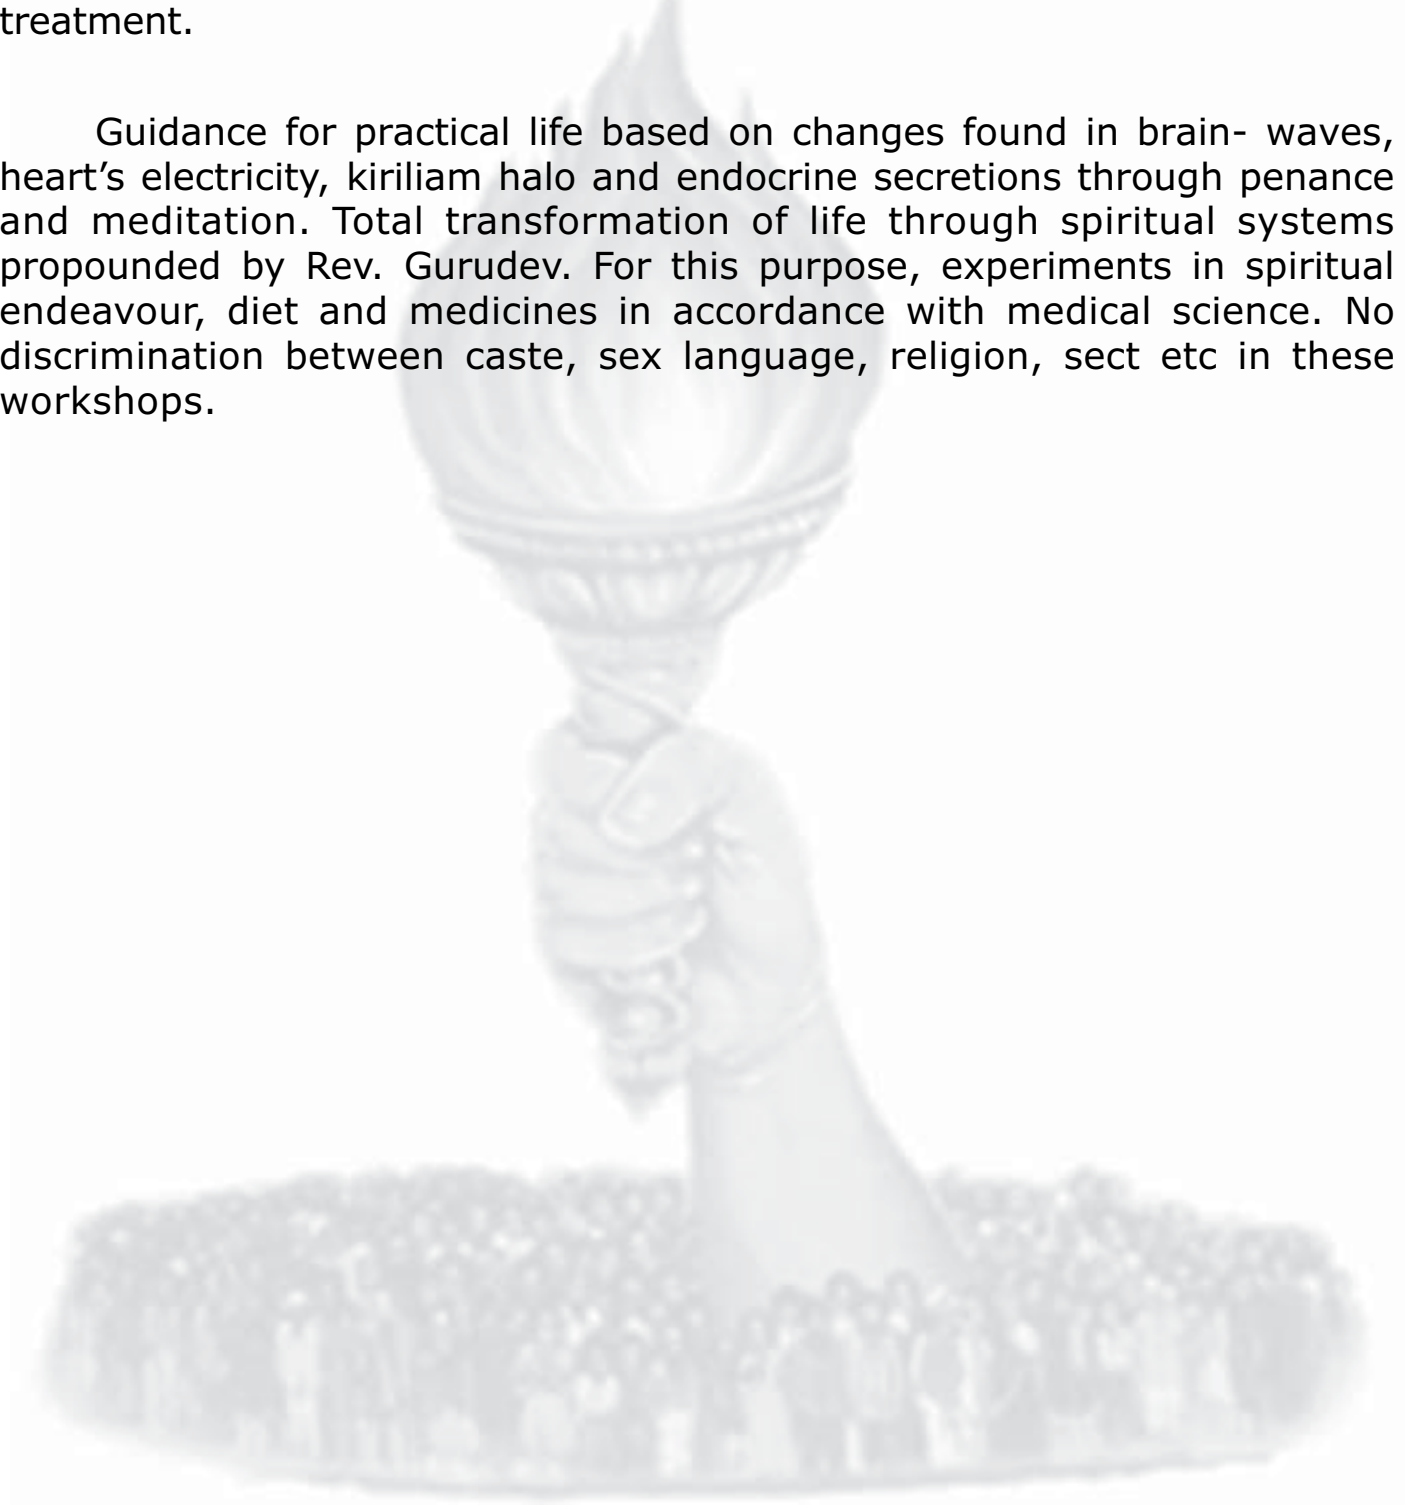 treatment.
Guidance for practical life based on changes found in brain- waves,
heart’s electricity, kiriliam halo and endocrine secretions through penance
and meditation. Total transformation of life through spiritual systems
propounded by Rev. Gurudev. For this purpose, experiments in spiritual
endeavour, diet and medicines in accordance with medical science. No
discrimination between caste, sex language, religion, sect etc in these
workshops.